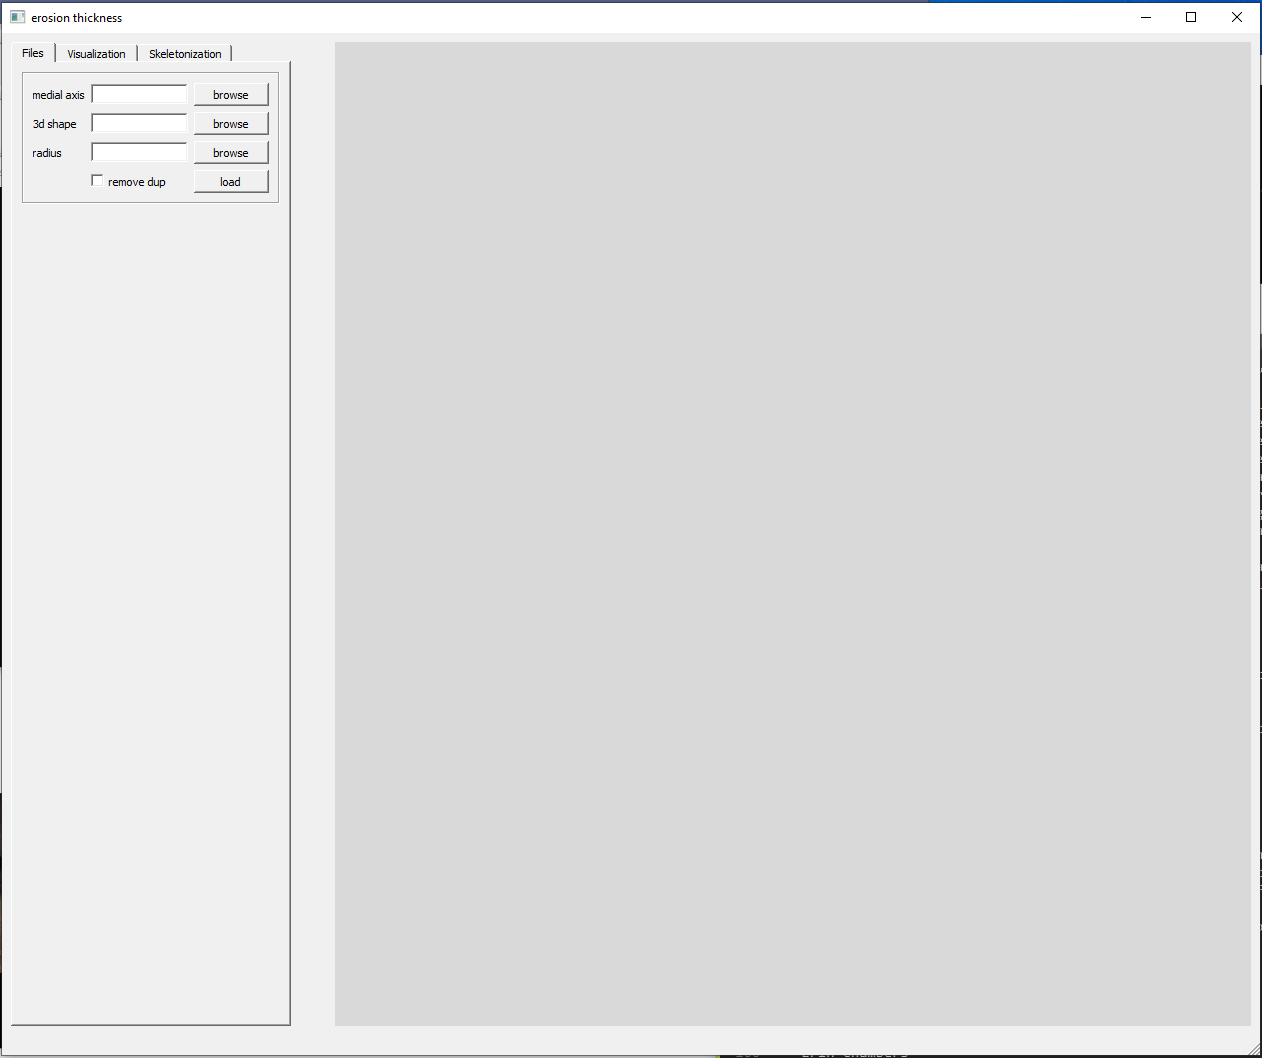 erosion thickness
Files Visualization Skeletonization
medial axis browse
3d shape browse
radius browse
remove dup load